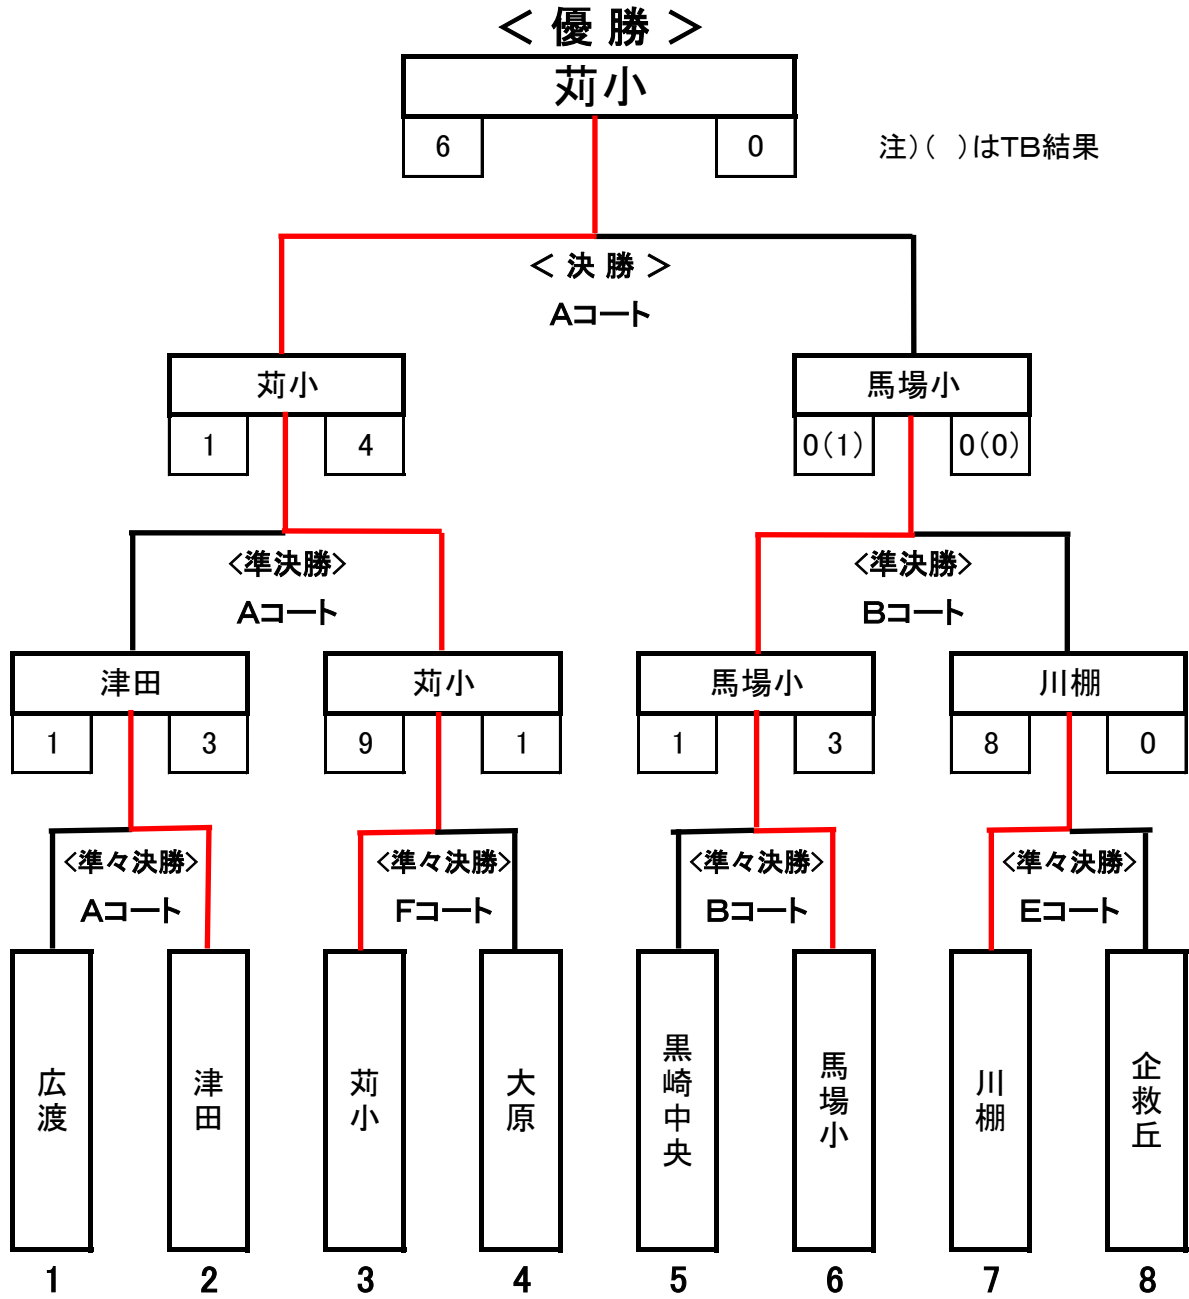 ＜ 優 勝 ＞
苅小
6 0
注）（　）はTB結果
＜ 決 勝 ＞
Aコート
苅小 馬場小
1 4 0(1) 0(0)
<準決勝> <準決勝>
Aコート Bコート
津田 苅小 馬場小 川棚
1 3 9 1 1 3 8 0
<準々決勝> <準々決勝> <準々決勝> <準々決勝>
Aコート Fコート Bコート Eコート
広渡 津田 苅小 大原 黒崎中央 馬場小 川棚 企救丘
1 2 3 4 5 6 7 8